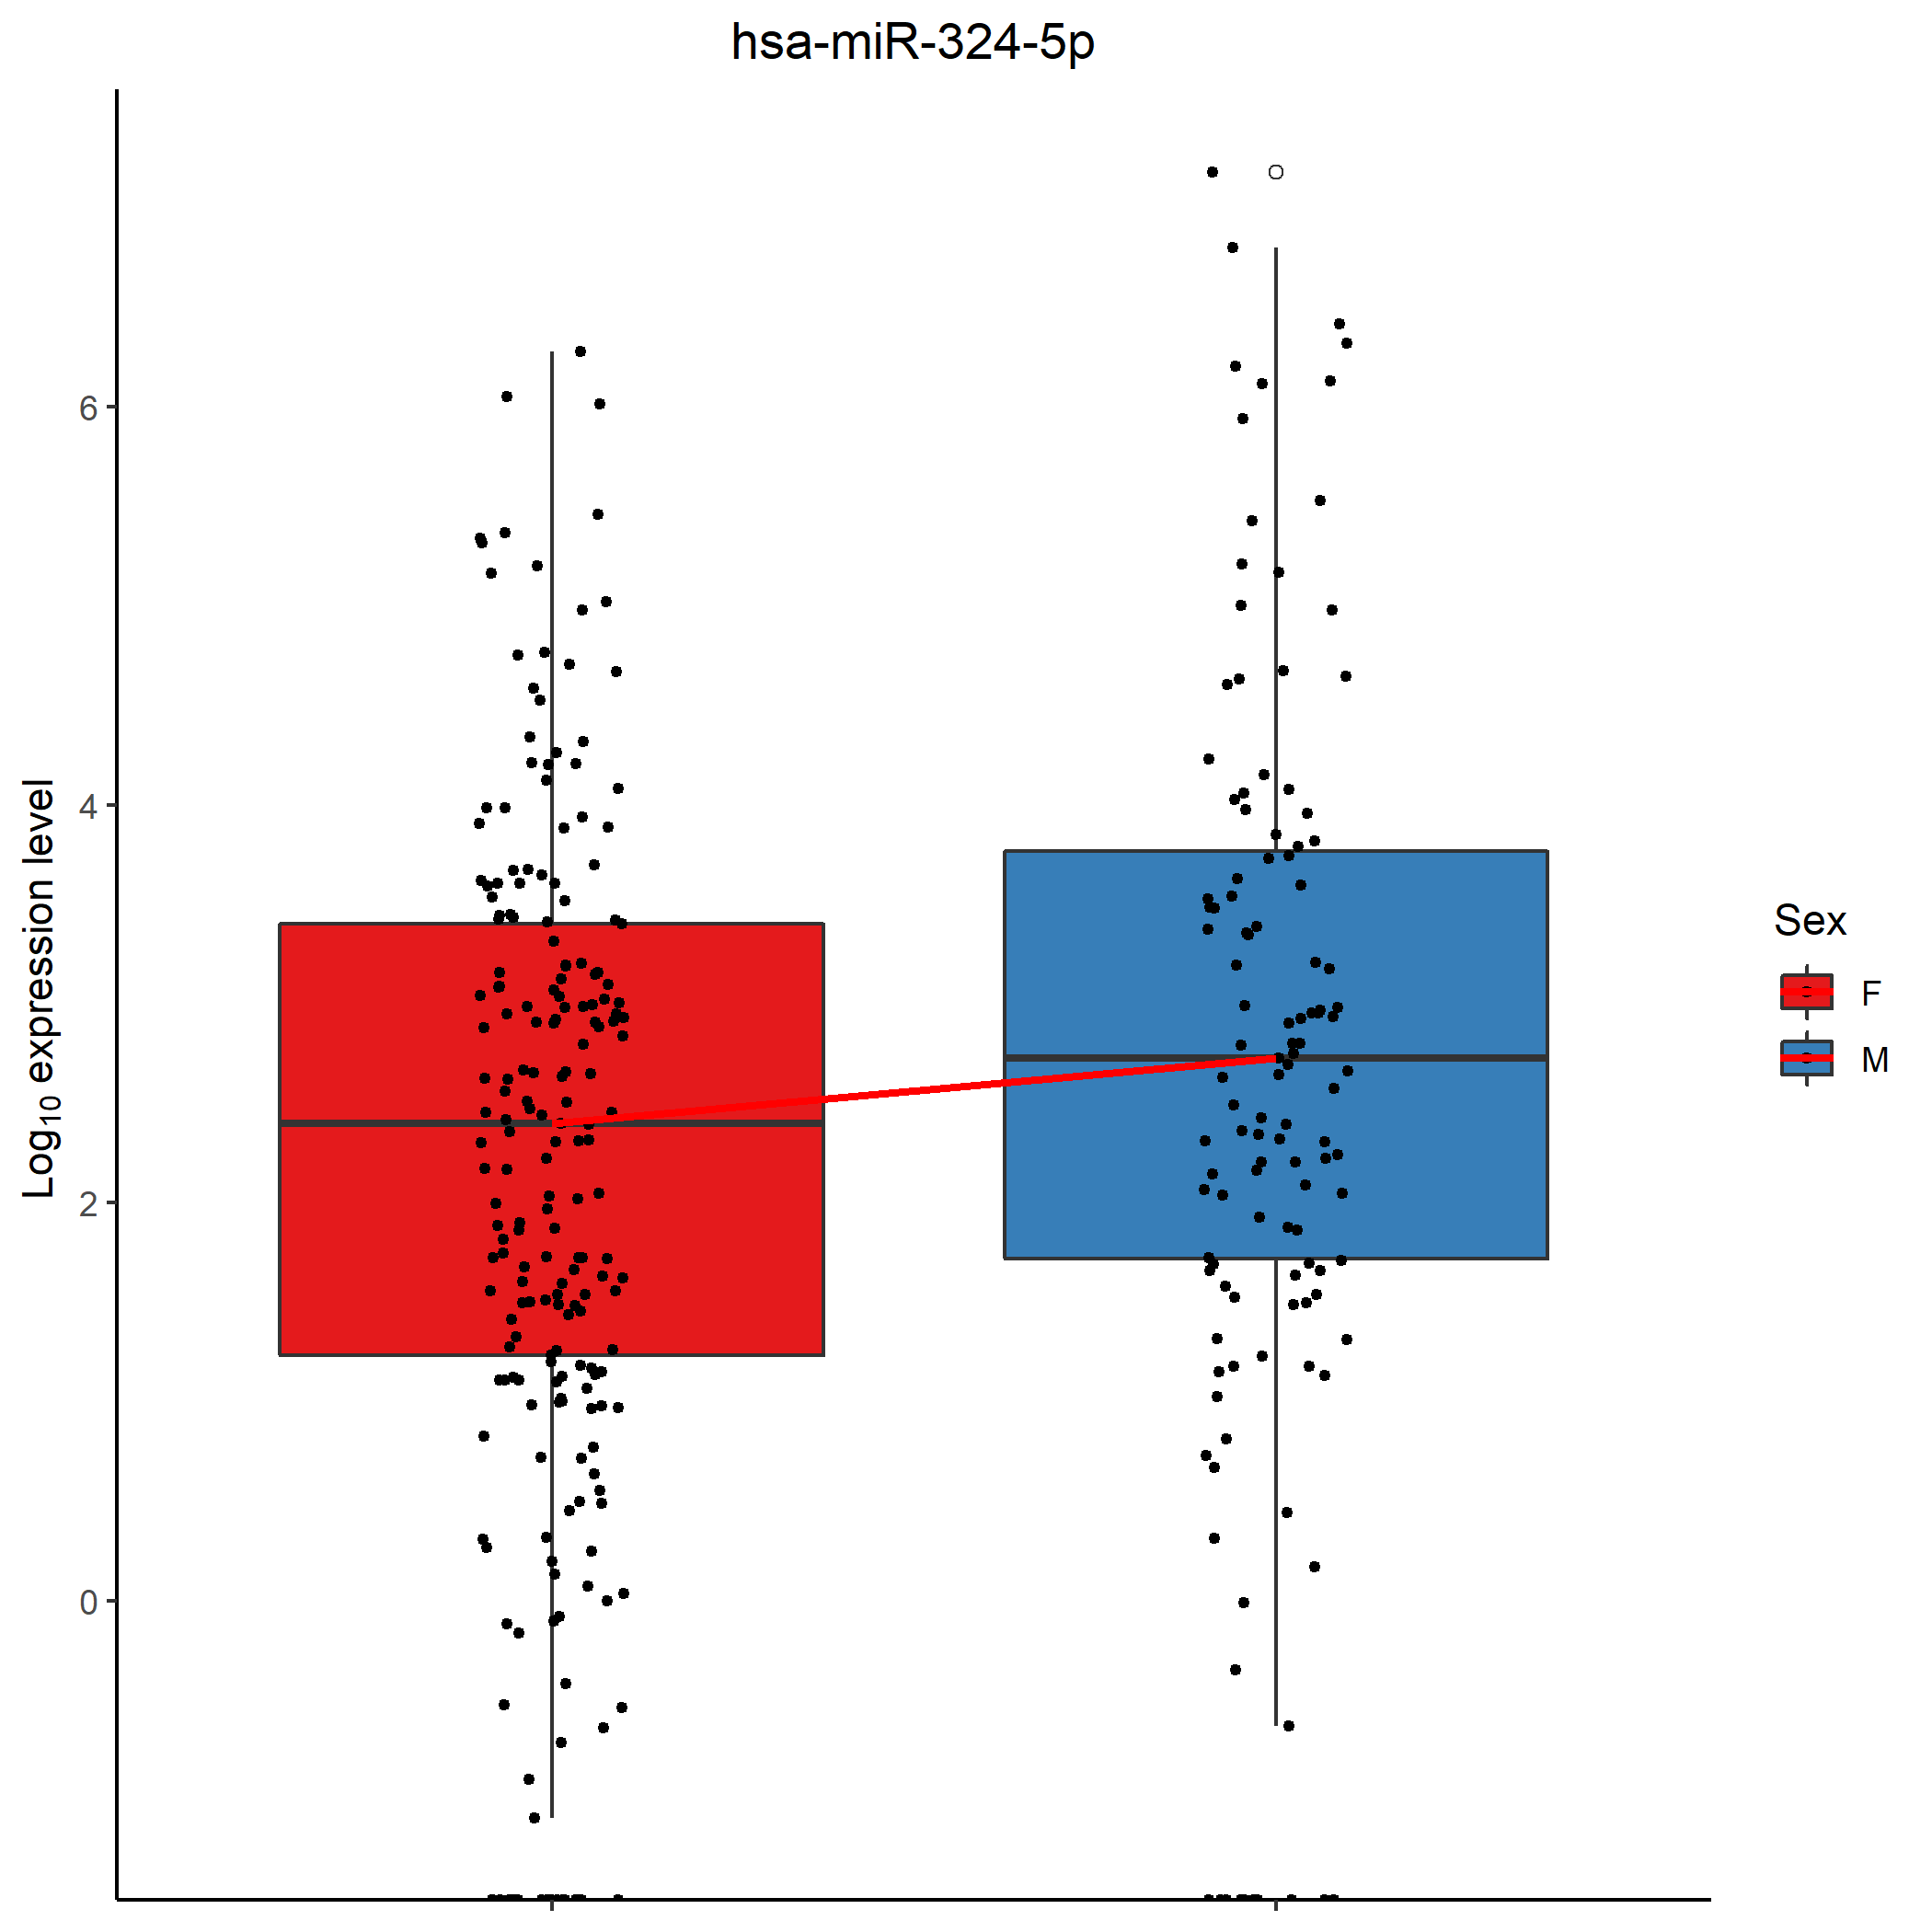 hsa-miR-324-5p
Log₁₀ expression level
6
4
2
0
Sex
F
M